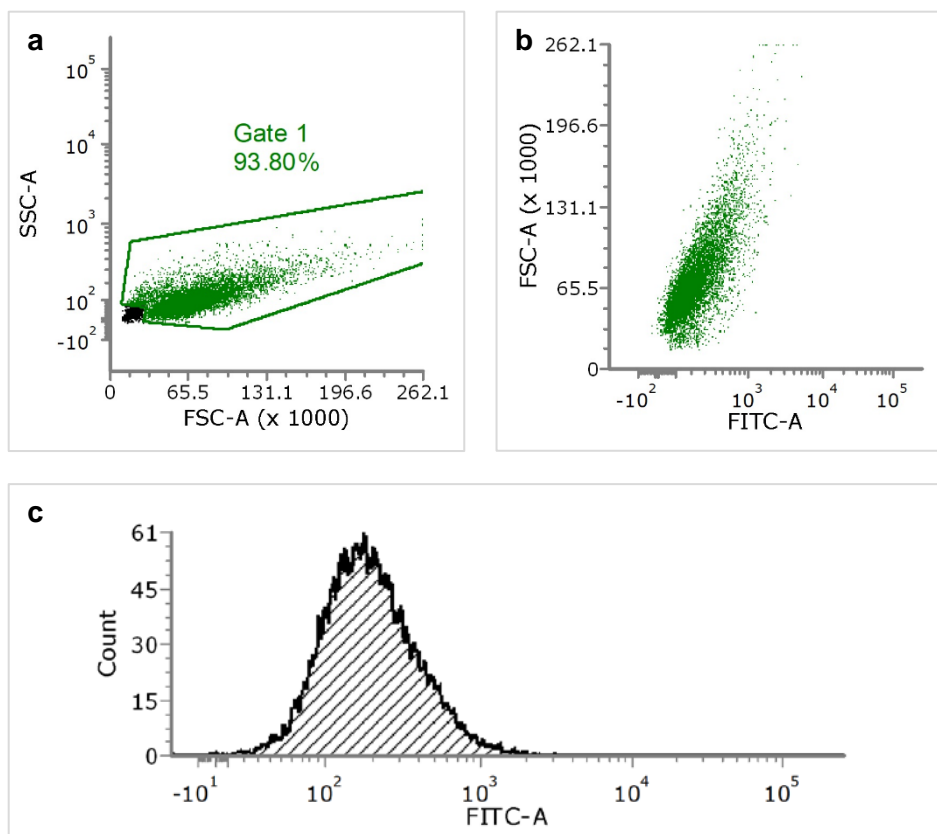 a
Gate 1
93.80%
SSC-A
10^5
10^4
10^3
10^2
-10^2
0 65.5 131.1 196.6 262.1
FSC-A (x 1000)
b
FSC-A (x 1000)
262.1
196.6
131.1
65.5
0
-10^2 10^3 10^4 10^5
FITC-A
c
Count
61
45
30
15
0
-10^1 10^2 10^3 10^4 10^5
FITC-A